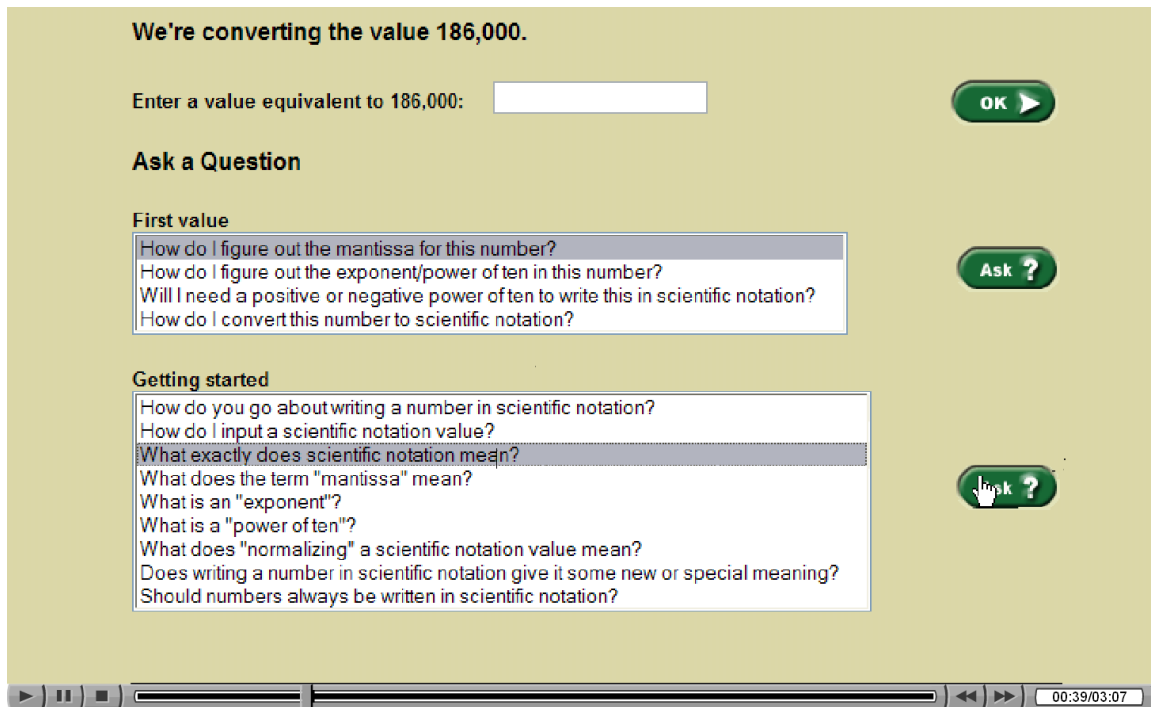 We're converting the value 186,000.
Enter a value equivalent to 186,000:
OK
Ask a Question
First value
How do I figure out the mantissa for this number?
How do I figure out the exponent/power of ten in this number?
Will I need a positive or negative power of ten to write this in scientific notation?
How do I convert this number to scientific notation?
Ask ?
Getting started
How do you go about writing a number in scientific notation?
How do I input a scientific notation value?
What exactly does scientific notation mean?
What does the term "mantissa" mean?
What is an "exponent"?
What is a "power of ten"?
What does "normalizing" a scientific notation value mean?
Does writing a number in scientific notation give it some new or special meaning?
Should numbers always be written in scientific notation?
Ask ?
00:39/03:07